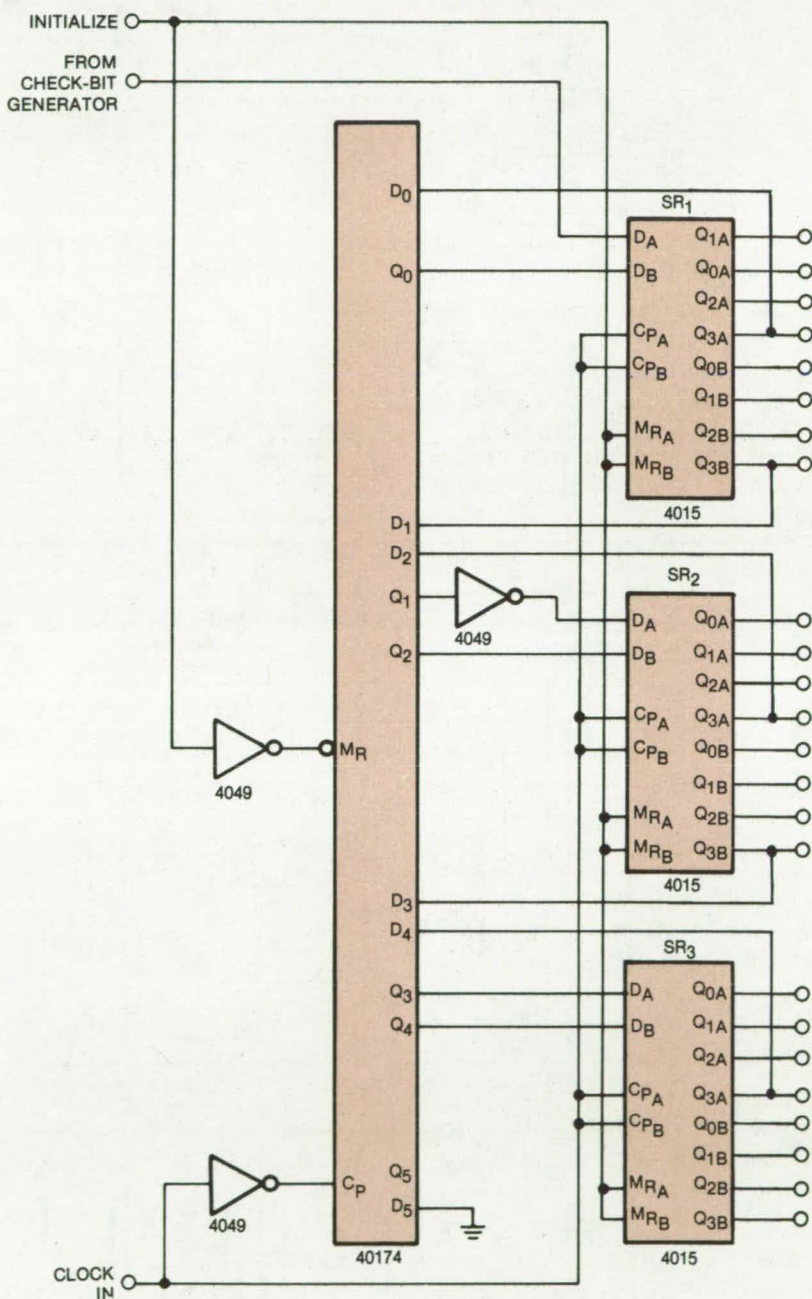 INITIALIZE
FROM
CHECK-BIT
GENERATOR
D0
Q0
D1
D2
Q1
Q2
MR
D3
D4
Q3
Q4
CP
Q5
D5
40174
4049
4049
4049
CLOCK
IN
SR1
DA Q1A
DB Q0A
Q2A
CPA Q3A
CPB Q0B
Q1B
MRA Q2B
MRB Q3B
4015
SR2
DA Q0A
DB Q1A
Q2A
CPA Q3A
CPB Q0B
Q1B
MRA Q2B
MRB Q3B
4015
SR3
DA Q0A
DB Q1A
Q2A
CPA Q3A
CPB Q0B
Q1B
MRA Q2B
MRB Q3B
4015